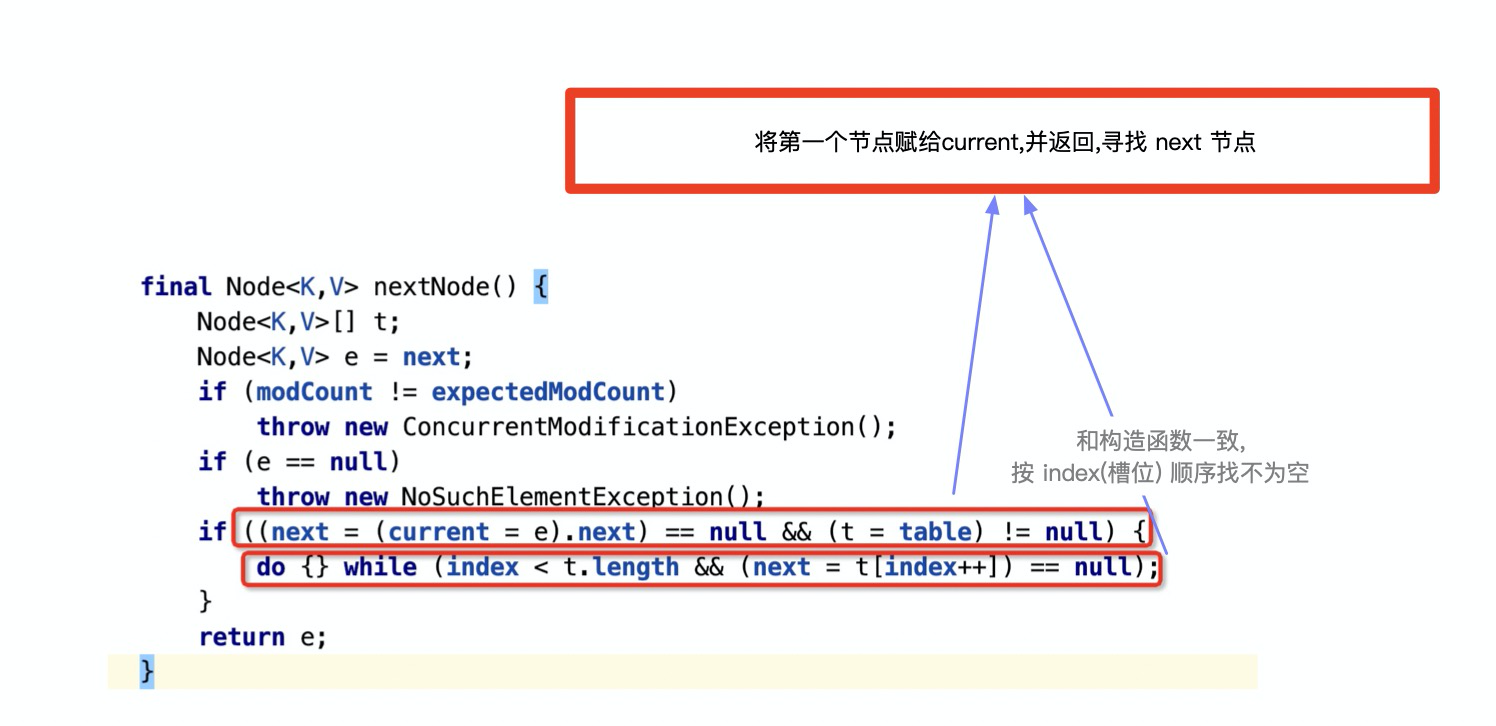 将第一个节点赋给current,并返回,寻找 next 节点
final Node<K,V> nextNode() {
Node<K,V>[] t;
Node<K,V> e = next;
if (modCount != expectedModCount)
throw new ConcurrentModificationException();
if (e == null)
throw new NoSuchElementException();
if ((next = (current = e).next) == null && (t = table) != null) {
do {} while (index < t.length && (next = t[index++]) == null);
}
return e;
}
和构造函数一致,
按 index(槽位) 顺序找不为空